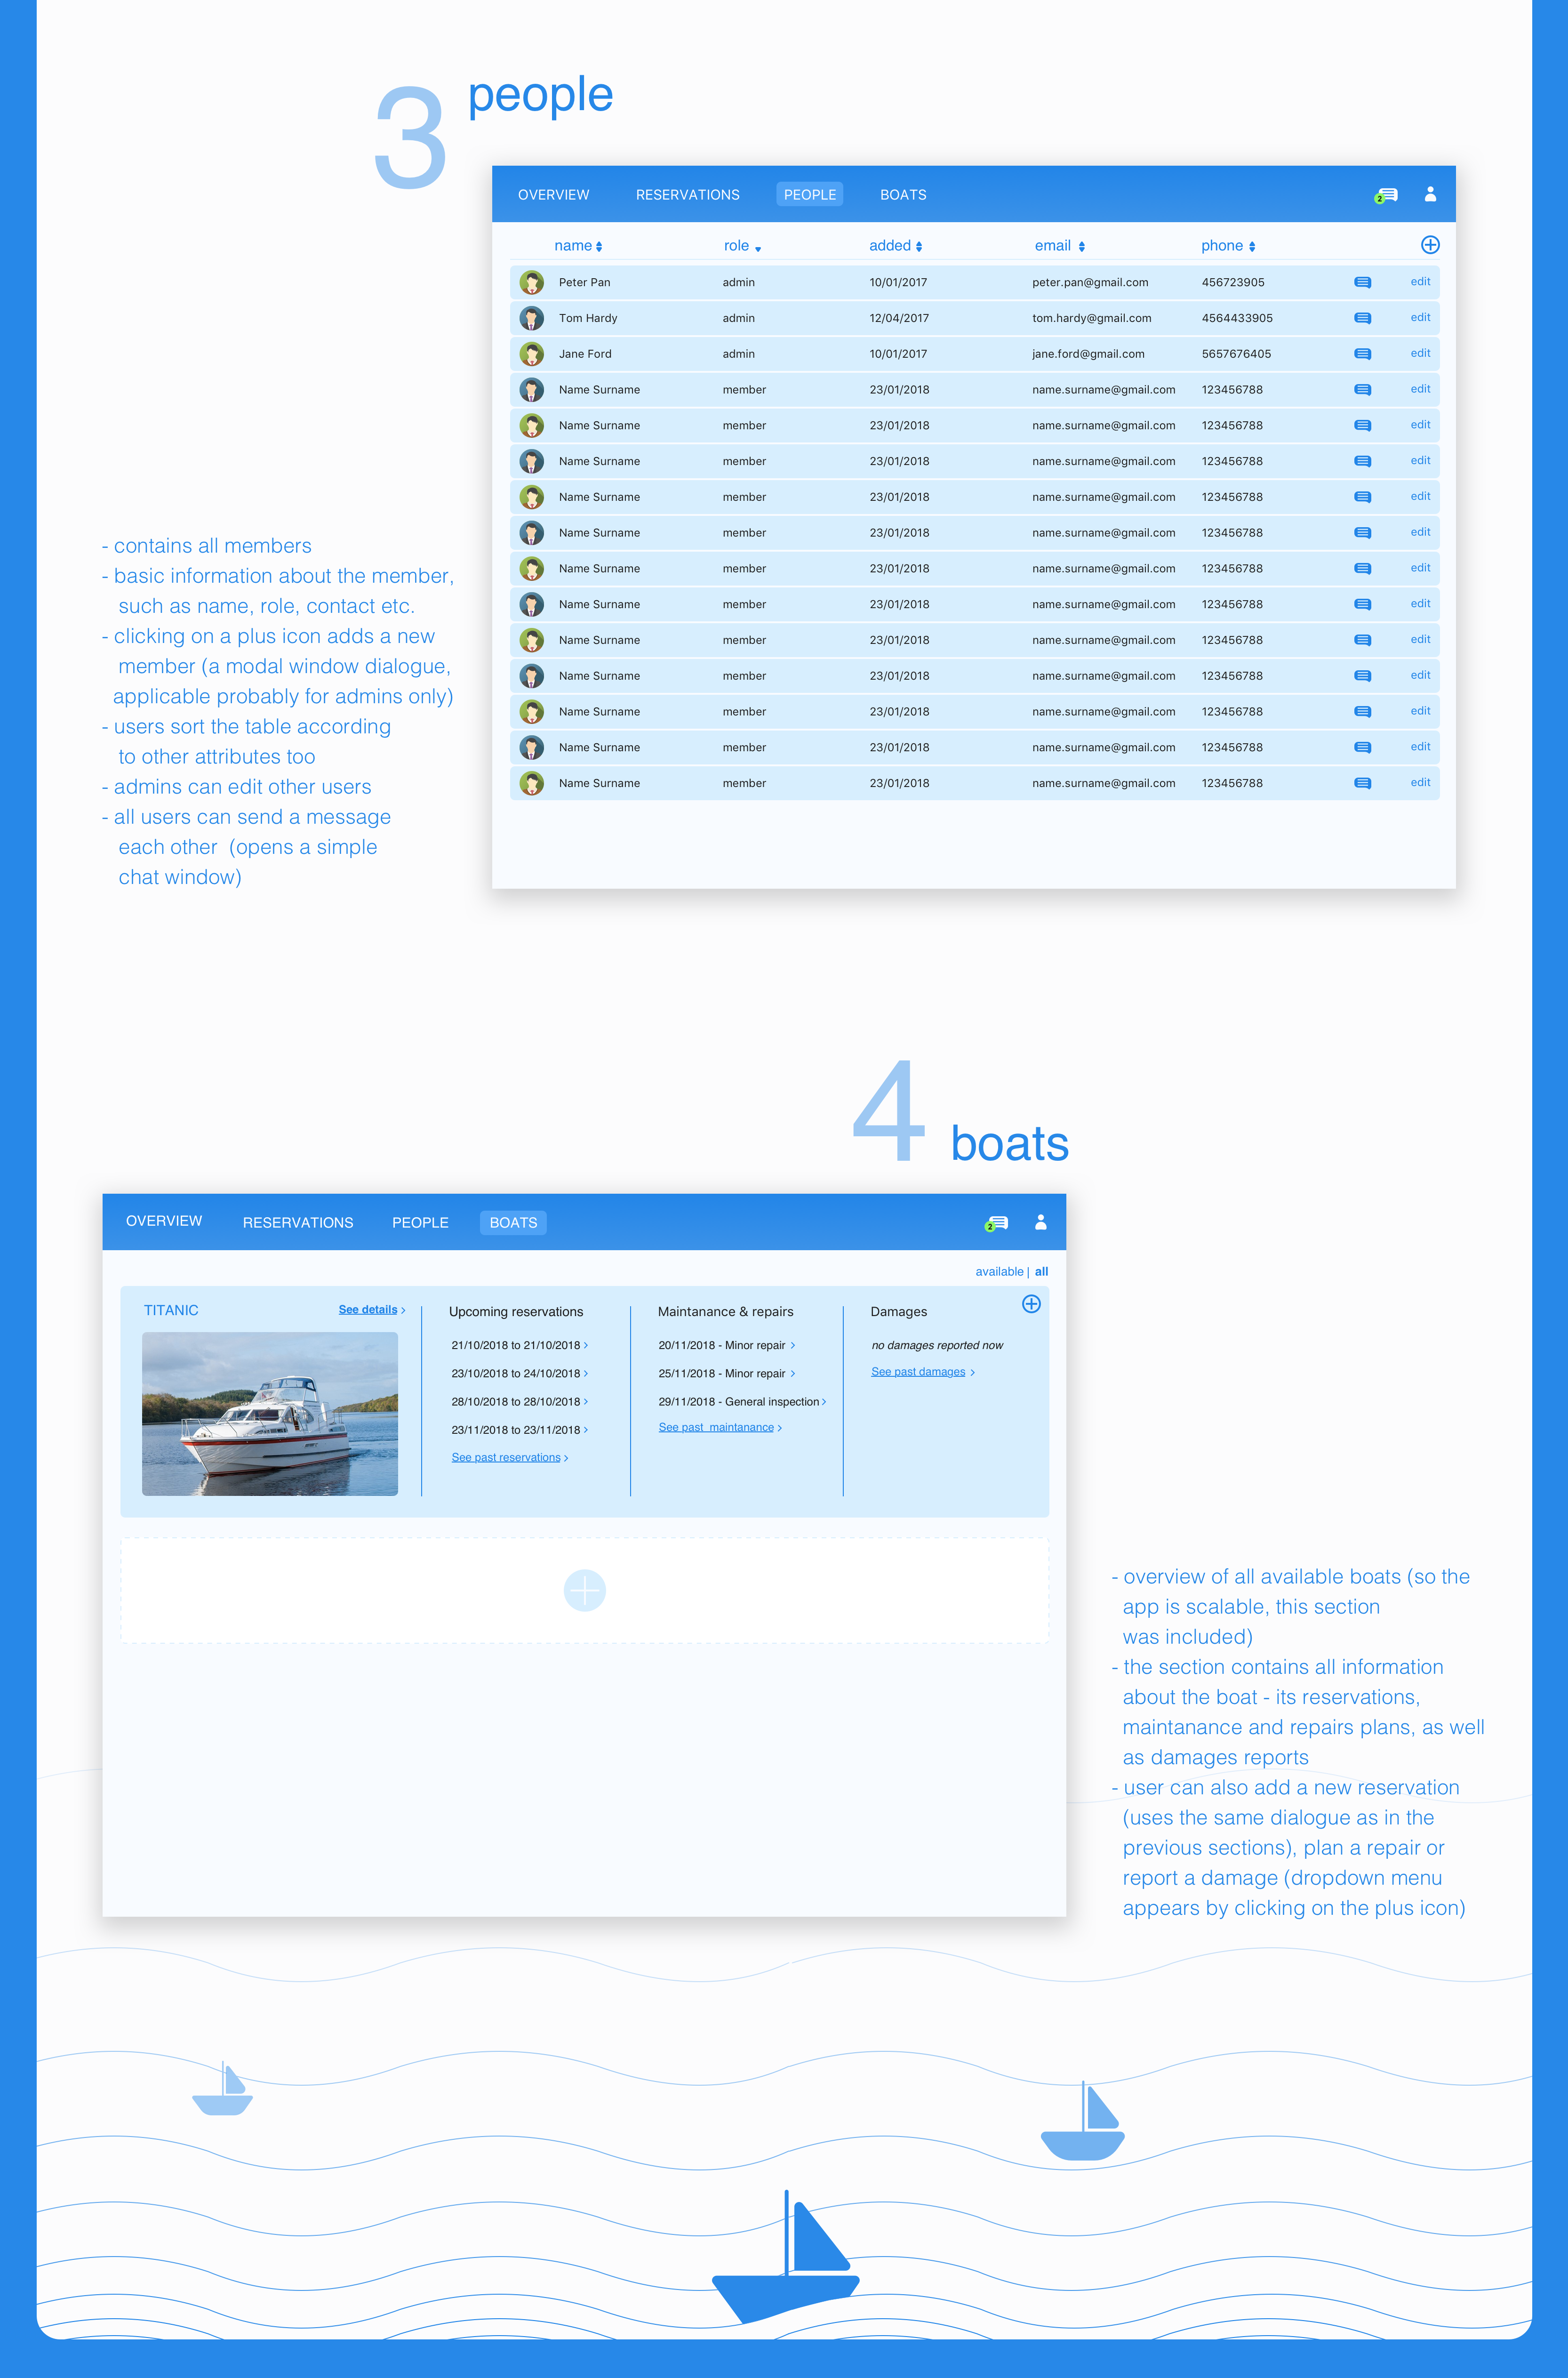 3 people
OVERVIEW RESERVATIONS PEOPLE BOATS 2
name role added email phone
Peter Pan admin 10/01/2017 peter.pan@gmail.com 456723905 edit
Tom Hardy admin 12/04/2017 tom.hardy@gmail.com 4564433905 edit
Jane Ford admin 10/01/2017 jane.ford@gmail.com 5657676405 edit
Name Surname member 23/01/2018 name.surname@gmail.com 123456788 edit
Name Surname member 23/01/2018 name.surname@gmail.com 123456788 edit
Name Surname member 23/01/2018 name.surname@gmail.com 123456788 edit
Name Surname member 23/01/2018 name.surname@gmail.com 123456788 edit
Name Surname member 23/01/2018 name.surname@gmail.com 123456788 edit
Name Surname member 23/01/2018 name.surname@gmail.com 123456788 edit
Name Surname member 23/01/2018 name.surname@gmail.com 123456788 edit
Name Surname member 23/01/2018 name.surname@gmail.com 123456788 edit
Name Surname member 23/01/2018 name.surname@gmail.com 123456788 edit
Name Surname member 23/01/2018 name.surname@gmail.com 123456788 edit
Name Surname member 23/01/2018 name.surname@gmail.com 123456788 edit
Name Surname member 23/01/2018 name.surname@gmail.com 123456788 edit
- contains all members
- basic information about the member,
such as name, role, contact etc.
- clicking on a plus icon adds a new
member (a modal window dialogue,
applicable probably for admins only)
- users sort the table according
to other attributes too
- admins can edit other users
- all users can send a message
each other (opens a simple
chat window)
4 boats
OVERVIEW RESERVATIONS PEOPLE BOATS 2
available | all
TITANIC See details >
Upcoming reservations
21/10/2018 to 21/10/2018 >
23/10/2018 to 24/10/2018 >
28/10/2018 to 28/10/2018 >
23/11/2018 to 23/11/2018 >
See past reservations >
Maintanance & repairs
20/11/2018 - Minor repair >
25/11/2018 - Minor repair >
29/11/2018 - General inspection >
See past maintanance >
Damages
no damages reported now
See past damages >
- overview of all available boats (so the
app is scalable, this section
was included)
- the section contains all information
about the boat - its reservations,
maintanance and repairs plans, as well
as damages reports
- user can also add a new reservation
(uses the same dialogue as in the
previous sections), plan a repair or
report a damage (dropdown menu
appears by clicking on the plus icon)